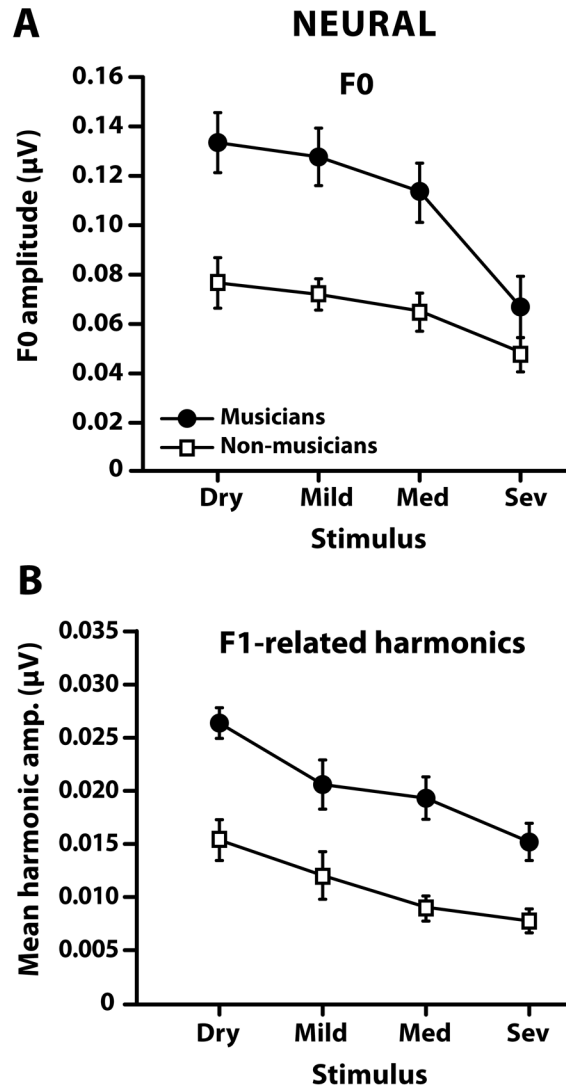 A
NEURAL
F0
F0 amplitude (µV)
0.16
0.14
0.12
0.10
0.08
0.06
0.04
0.02
0
Musicians
Non-musicians
Dry Mild Med Sev
Stimulus
B
F1-related harmonics
Mean harmonic amp. (µV)
0.035
0.030
0.025
0.020
0.015
0.010
0.005
0
Dry Mild Med Sev
Stimulus